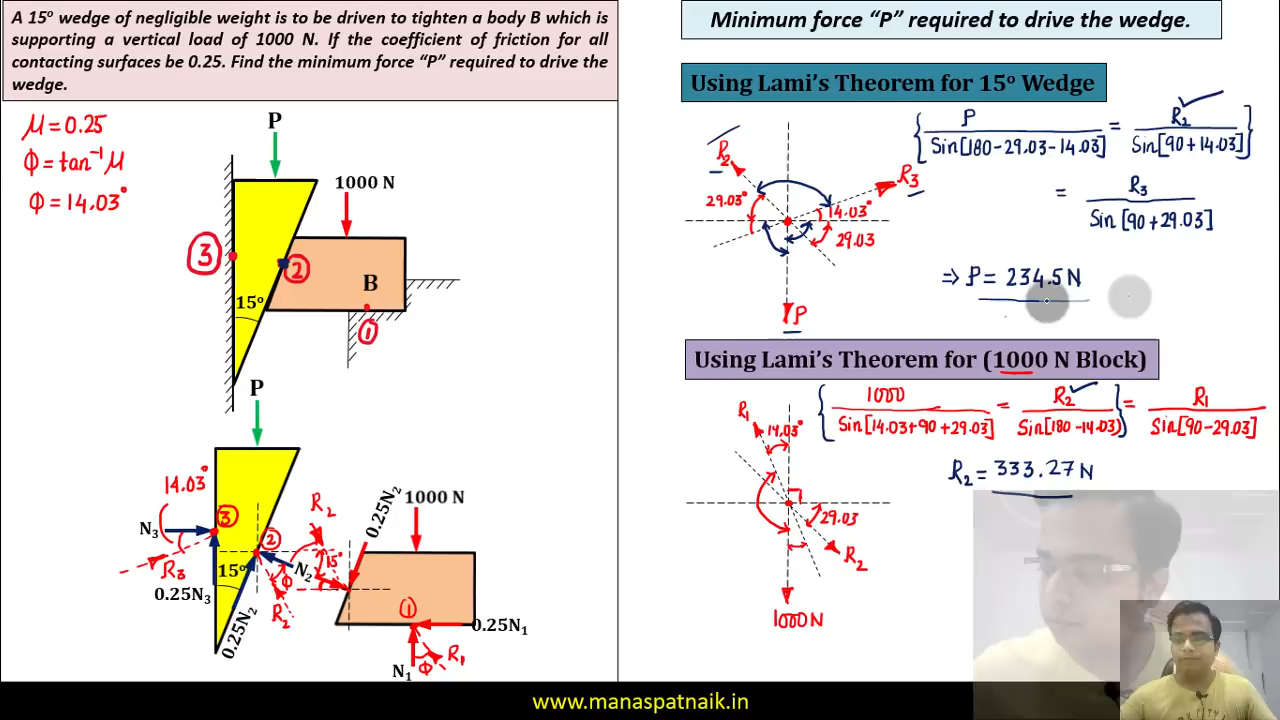 A 15º wedge of negligible weight is to be driven to tighten a body B which is
supporting a vertical load of 1000 N. If the coefficient of friction for all
contacting surfaces be 0.25. Find the minimum force “P” required to drive the
wedge.
μ = 0.25
Φ = tan⁻¹ μ
Φ = 14.03°
P
1000 N
3
2
B
15º
1
P
14.03°
1000 N
0.25N₂
R₂
N₃
3
2
15°
R₃
15º
N₂
Φ
0.25N₃
R₂
1
0.25N₁
0.25N₂
N₁
Φ
R₁
Minimum force “P” required to drive the wedge.
Using Lami’s Theorem for 15º Wedge
R₂
R₃
29.03°
14.03°
29.03
P
{ P / Sin[180-29.03-14.03] = R₂ / Sin[90+14.03] }
= R₃ / Sin[90+29.03]
⇒ P = 234.5 N
Using Lami’s Theorem for (1000 N Block)
R₁
14.03°
29.03
R₂
1000N
{ 1000 / Sin[14.03+90+29.03] = R₂ / Sin[180-14.03) } = R₁ / Sin[90-29.03]
R₂ = 333.27 N
www.manaspatnaik.in